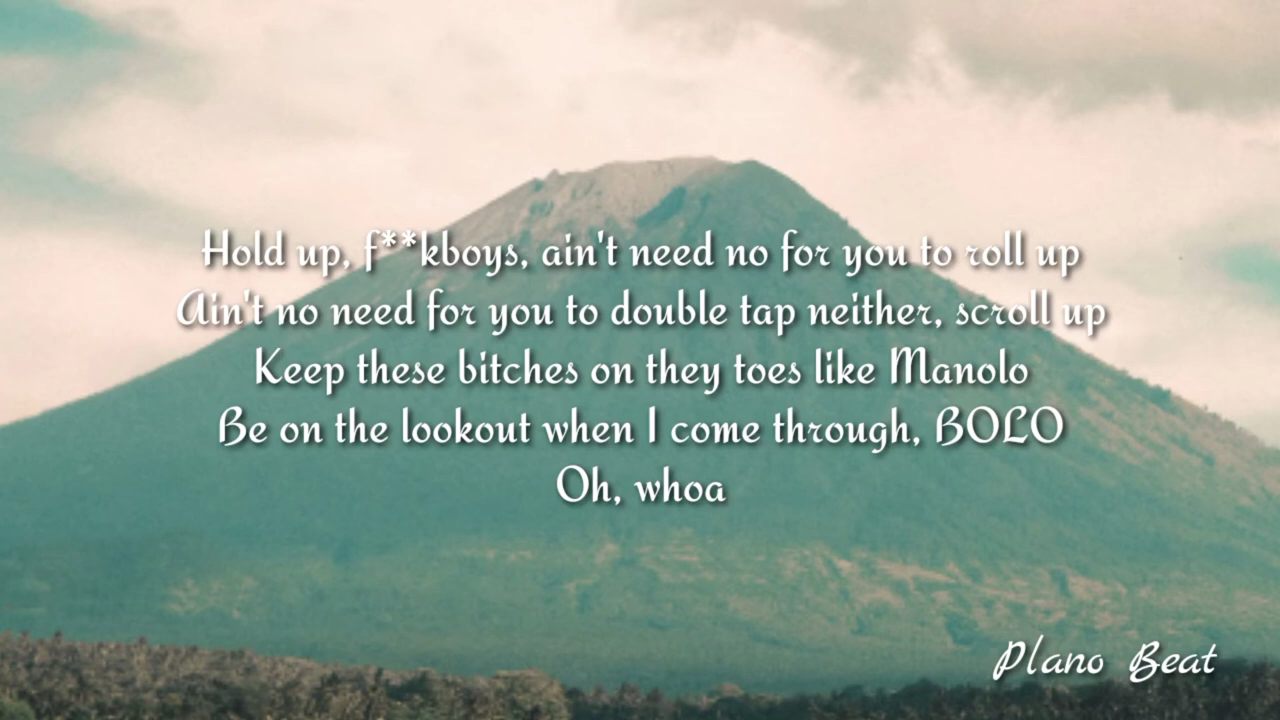 Hold up, f**kboys, ain't need no for you to roll up
Ain't no need for you to double tap neither, scroll up
Keep these bitches on they toes like Manolo
Be on the lookout when I come through, BOLO
Oh, whoa
Plano Beat